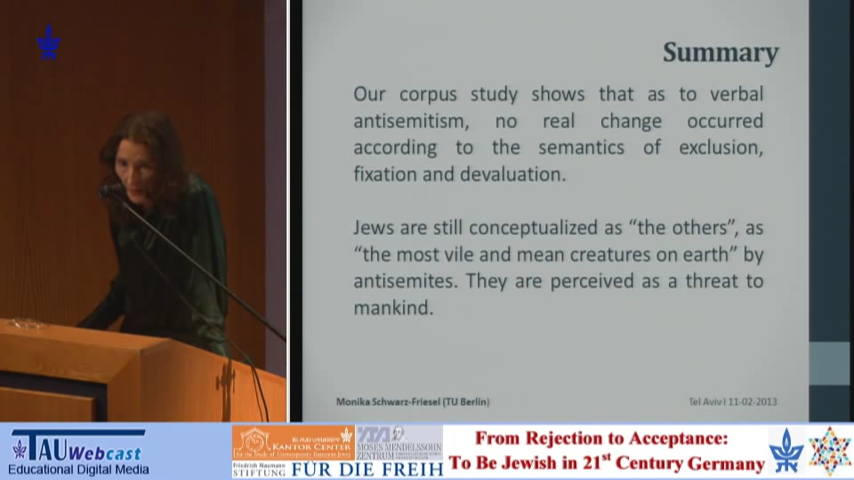 Summary
Our corpus study shows that as to verbal
antisemitism, no real change occurred
according to the semantics of exclusion,
fixation and devaluation.
Jews are still conceptualized as “the others”, as
“the most vile and mean creatures on earth” by
antisemites. They are perceived as a threat to
mankind.
Monika Schwarz-Friesel (TU Berlin)
Tel Aviv I 11-02-2013
TAU Webcast
Educational Digital Media
KANTOR CENTER
MOSES MENDELSSOHN
ZENTRUM
Friedrich Naumann
STIFTUNG FÜR DIE FREIH
From Rejection to Acceptance:
To Be Jewish in 21st Century Germany